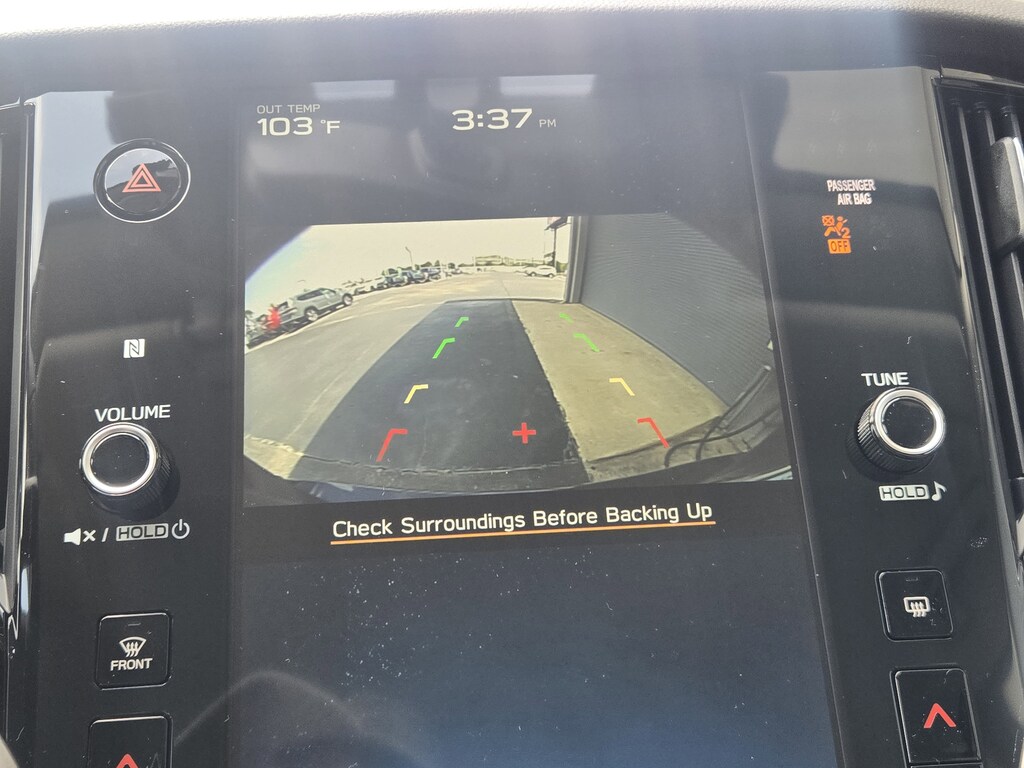 OUT TEMP
103 °F
3:37 PM
PASSENGER
AIR BAG
2
OFF
VOLUME
TUNE
HOLD
/ HOLD
Check Surroundings Before Backing Up
FRONT